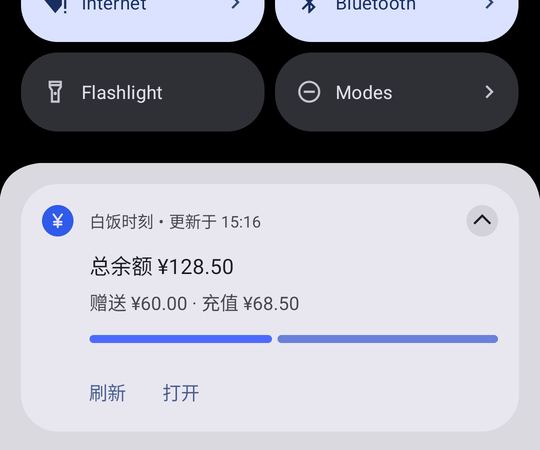 Internet
Bluetooth
Flashlight
Modes
¥
白饭时刻 • 更新于 15:16
总余额 ¥128.50
赠送 ¥60.00 · 充值 ¥68.50
刷新
打开